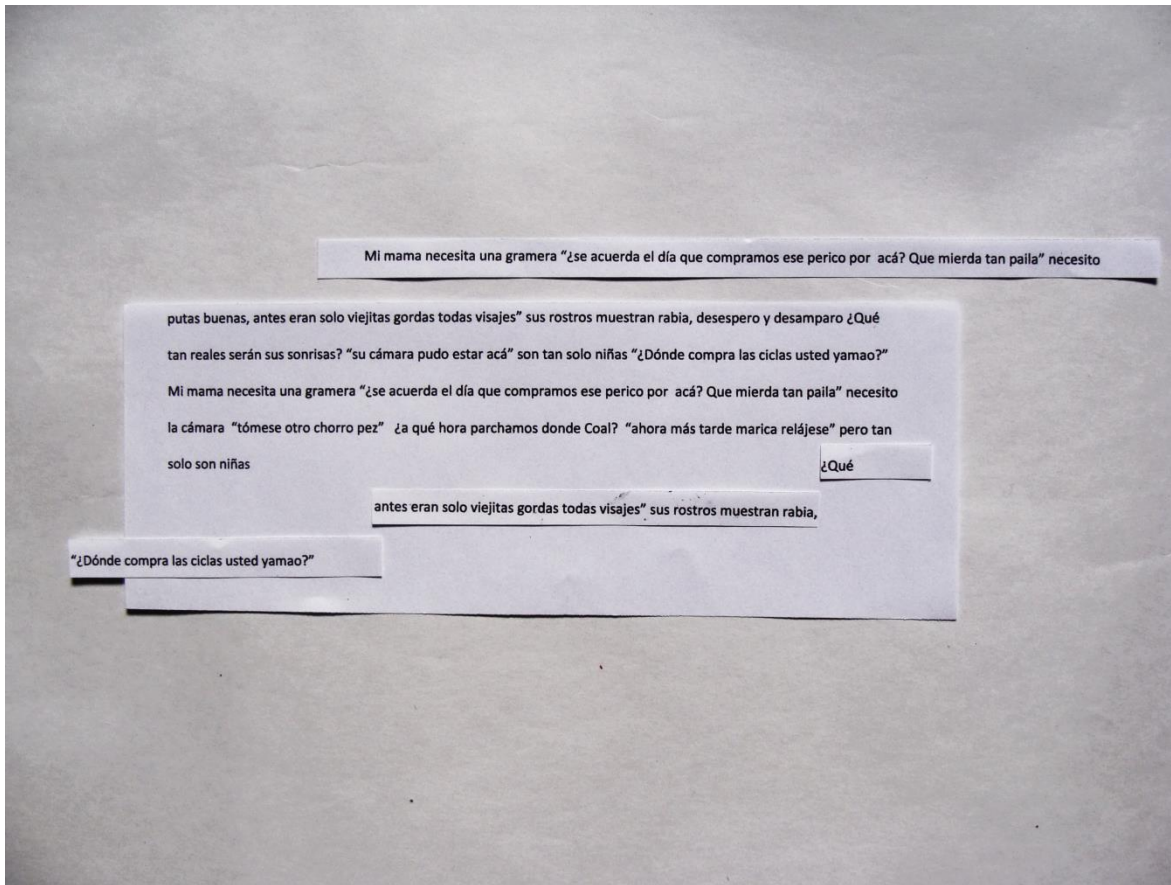 Mi mama necesita una gramera “¿se acuerda el día que compramos ese perico por  acá? Que mierda tan paila” necesito
putas buenas, antes eran solo viejitas gordas todas visajes” sus rostros muestran rabia, desespero y desamparo ¿Qué
tan reales serán sus sonrisas? “su cámara pudo estar acá” son tan solo niñas “¿Dónde compra las ciclas usted yamao?”
Mi mama necesita una gramera “¿se acuerda el día que compramos ese perico por  acá? Que mierda tan paila” necesito
la cámara  “tómese otro chorro pez”   ¿a qué hora parchamos donde Coal?  “ahora más tarde marica relájese” pero tan
solo son niñas
¿Qué
antes eran solo viejitas gordas todas visajes” sus rostros muestran rabia,
“¿Dónde compra las ciclas usted yamao?”